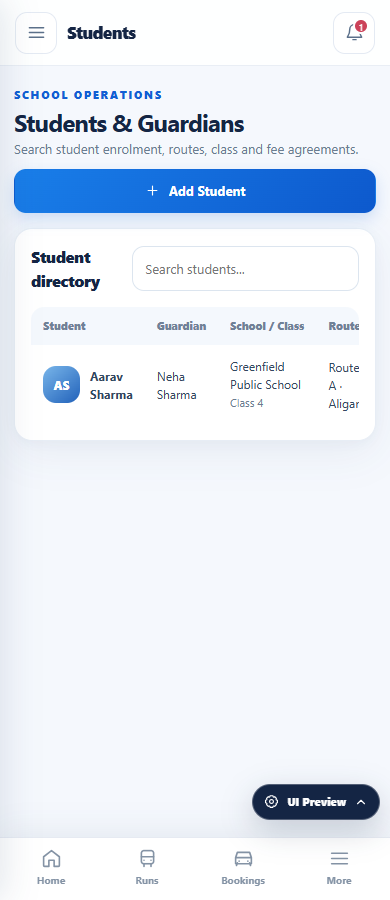 Students
1
SCHOOL OPERATIONS
Students & Guardians
Search student enrolment, routes, class and fee agreements.
Add Student
Student
directory
Search students...
Student Guardian School / Class Route
AS
Aarav
Sharma
Neha
Sharma
Greenfield
Public School
Class 4
Route
A ·
Aligar
UI Preview
Home Runs Bookings More